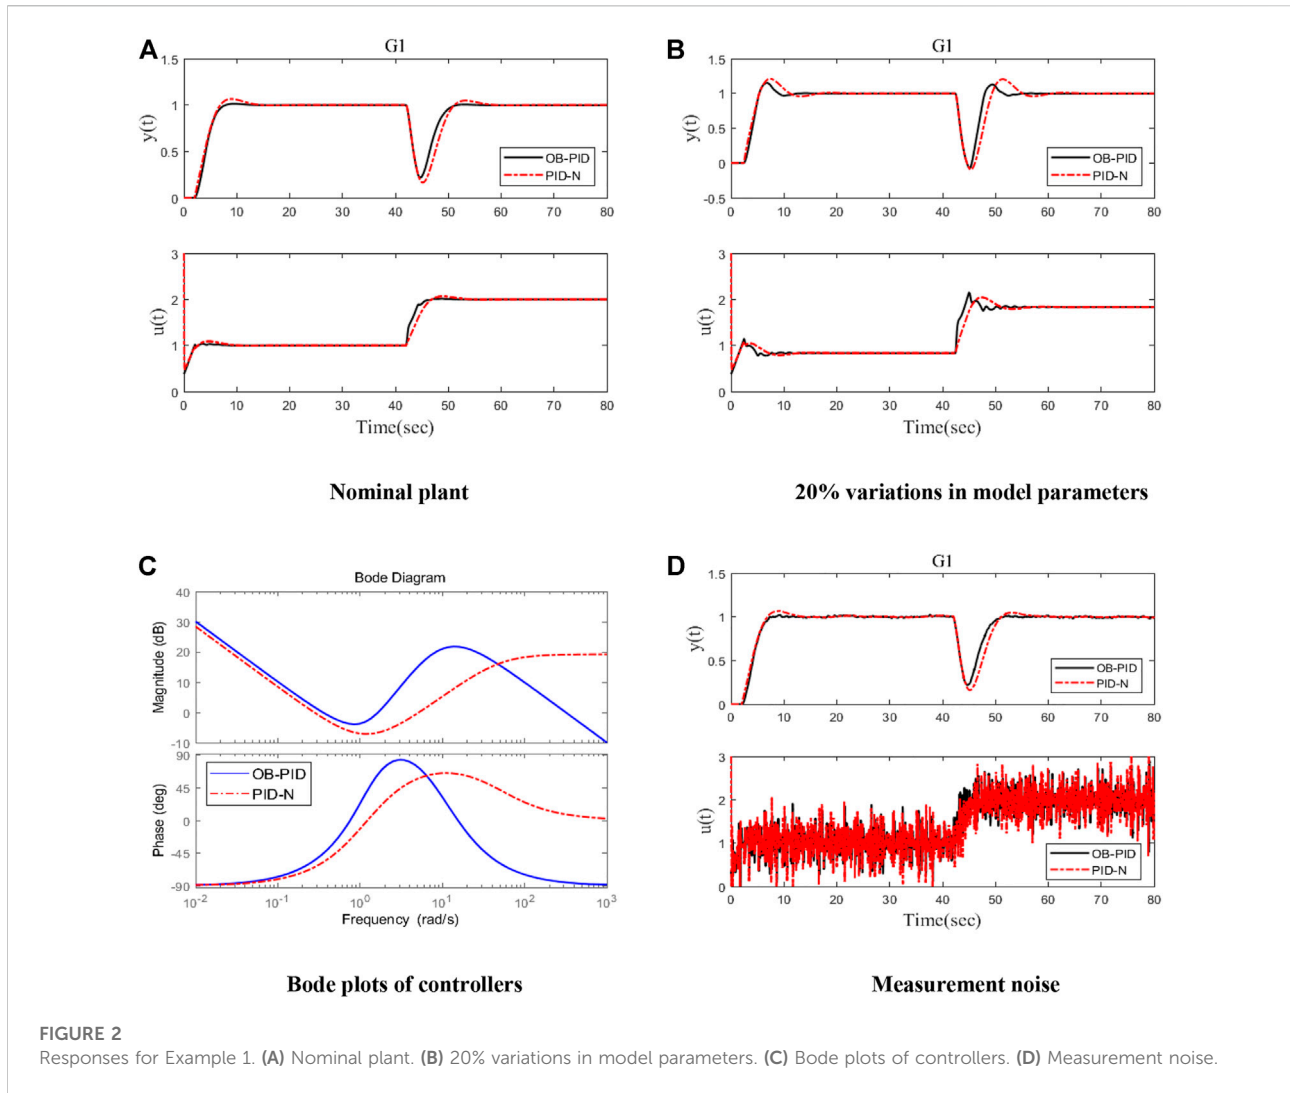 A
G1
1.5
1
0.5
0
y(t)
OB-PID
PID-N
0 10 20 30 40 50 60 70 80
3
2
1
0
u(t)
0 10 20 30 40 50 60 70 80
Time(sec)
Nominal plant
B
G1
1.5
1
0.5
0
-0.5
y(t)
OB-PID
PID-N
0 10 20 30 40 50 60 70 80
3
2
1
0
u(t)
0 10 20 30 40 50 60 70 80
Time(sec)
20% variations in model parameters
C
Bode Diagram
40
30
20
10
0
-10
Magnitude (dB)
90
45
0
-45
-90
Phase (deg)
OB-PID
PID-N
10-2 10-1 100 101 102 103
Frequency (rad/s)
Bode plots of controllers
D
G1
1.5
1
0.5
0
y(t)
OB-PID
PID-N
0 10 20 30 40 50 60 70 80
3
2
1
0
u(t)
OB-PID
PID-N
0 10 20 30 40 50 60 70 80
Time(sec)
Measurement noise
FIGURE 2
Responses for Example 1. (A) Nominal plant. (B) 20% variations in model parameters. (C) Bode plots of controllers. (D) Measurement noise.